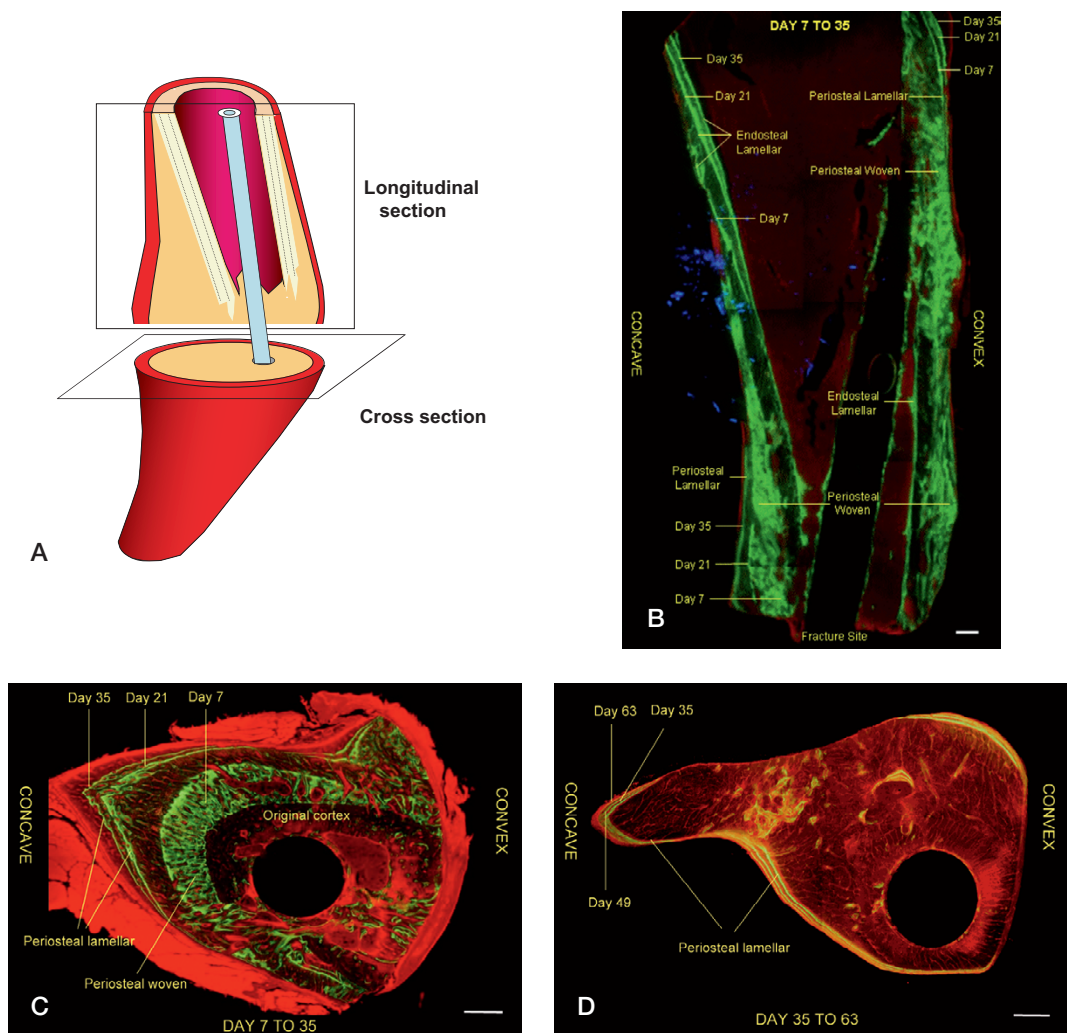 Longitudinal
section
Cross section
A
DAY 7 TO 35
Day 35
Day 21
Endosteal
Lamellar
Day 7
CONCAVE
Periosteal
Lamellar
Day 35
Day 21
Day 7
Day 35
Day 21
Day 7
Periosteal Lamellar
Periosteal Woven
CONVEX
Endosteal
Lamellar
Periosteal
Woven
Fracture Site
B
Day 35
Day 21
Day 7
CONCAVE
Original cortex
CONVEX
Periosteal lamellar
Periosteal woven
C
DAY 7 TO 35
Day 63
Day 35
CONCAVE
CONVEX
Day 49
Periosteal lamellar
D
DAY 35 TO 63